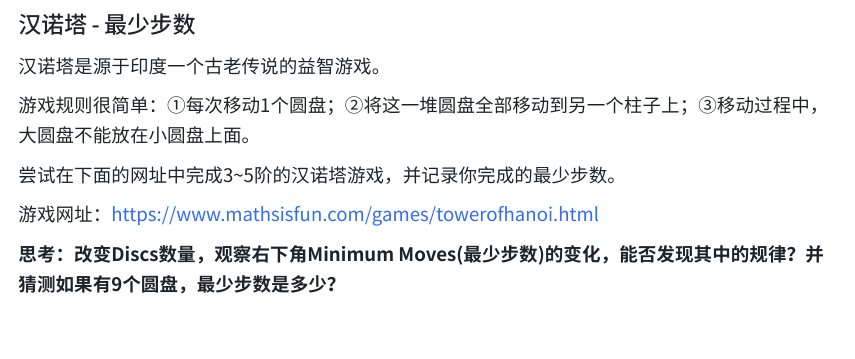 汉诺塔 - 最少步数
汉诺塔是源于印度一个古老传说的益智游戏。
游戏规则很简单：①每次移动1个圆盘；②将这一堆圆盘全部移动到另一个柱子上；③移动过程中，
大圆盘不能放在小圆盘上面。
尝试在下面的网址中完成3~5阶的汉诺塔游戏，并记录你完成的最少步数。
游戏网址：https://www.mathsisfun.com/games/towerofhanoi.html
思考：改变Discs数量，观察右下角Minimum Moves(最少步数)的变化，能否发现其中的规律？并
猜测如果有9个圆盘，最少步数是多少？